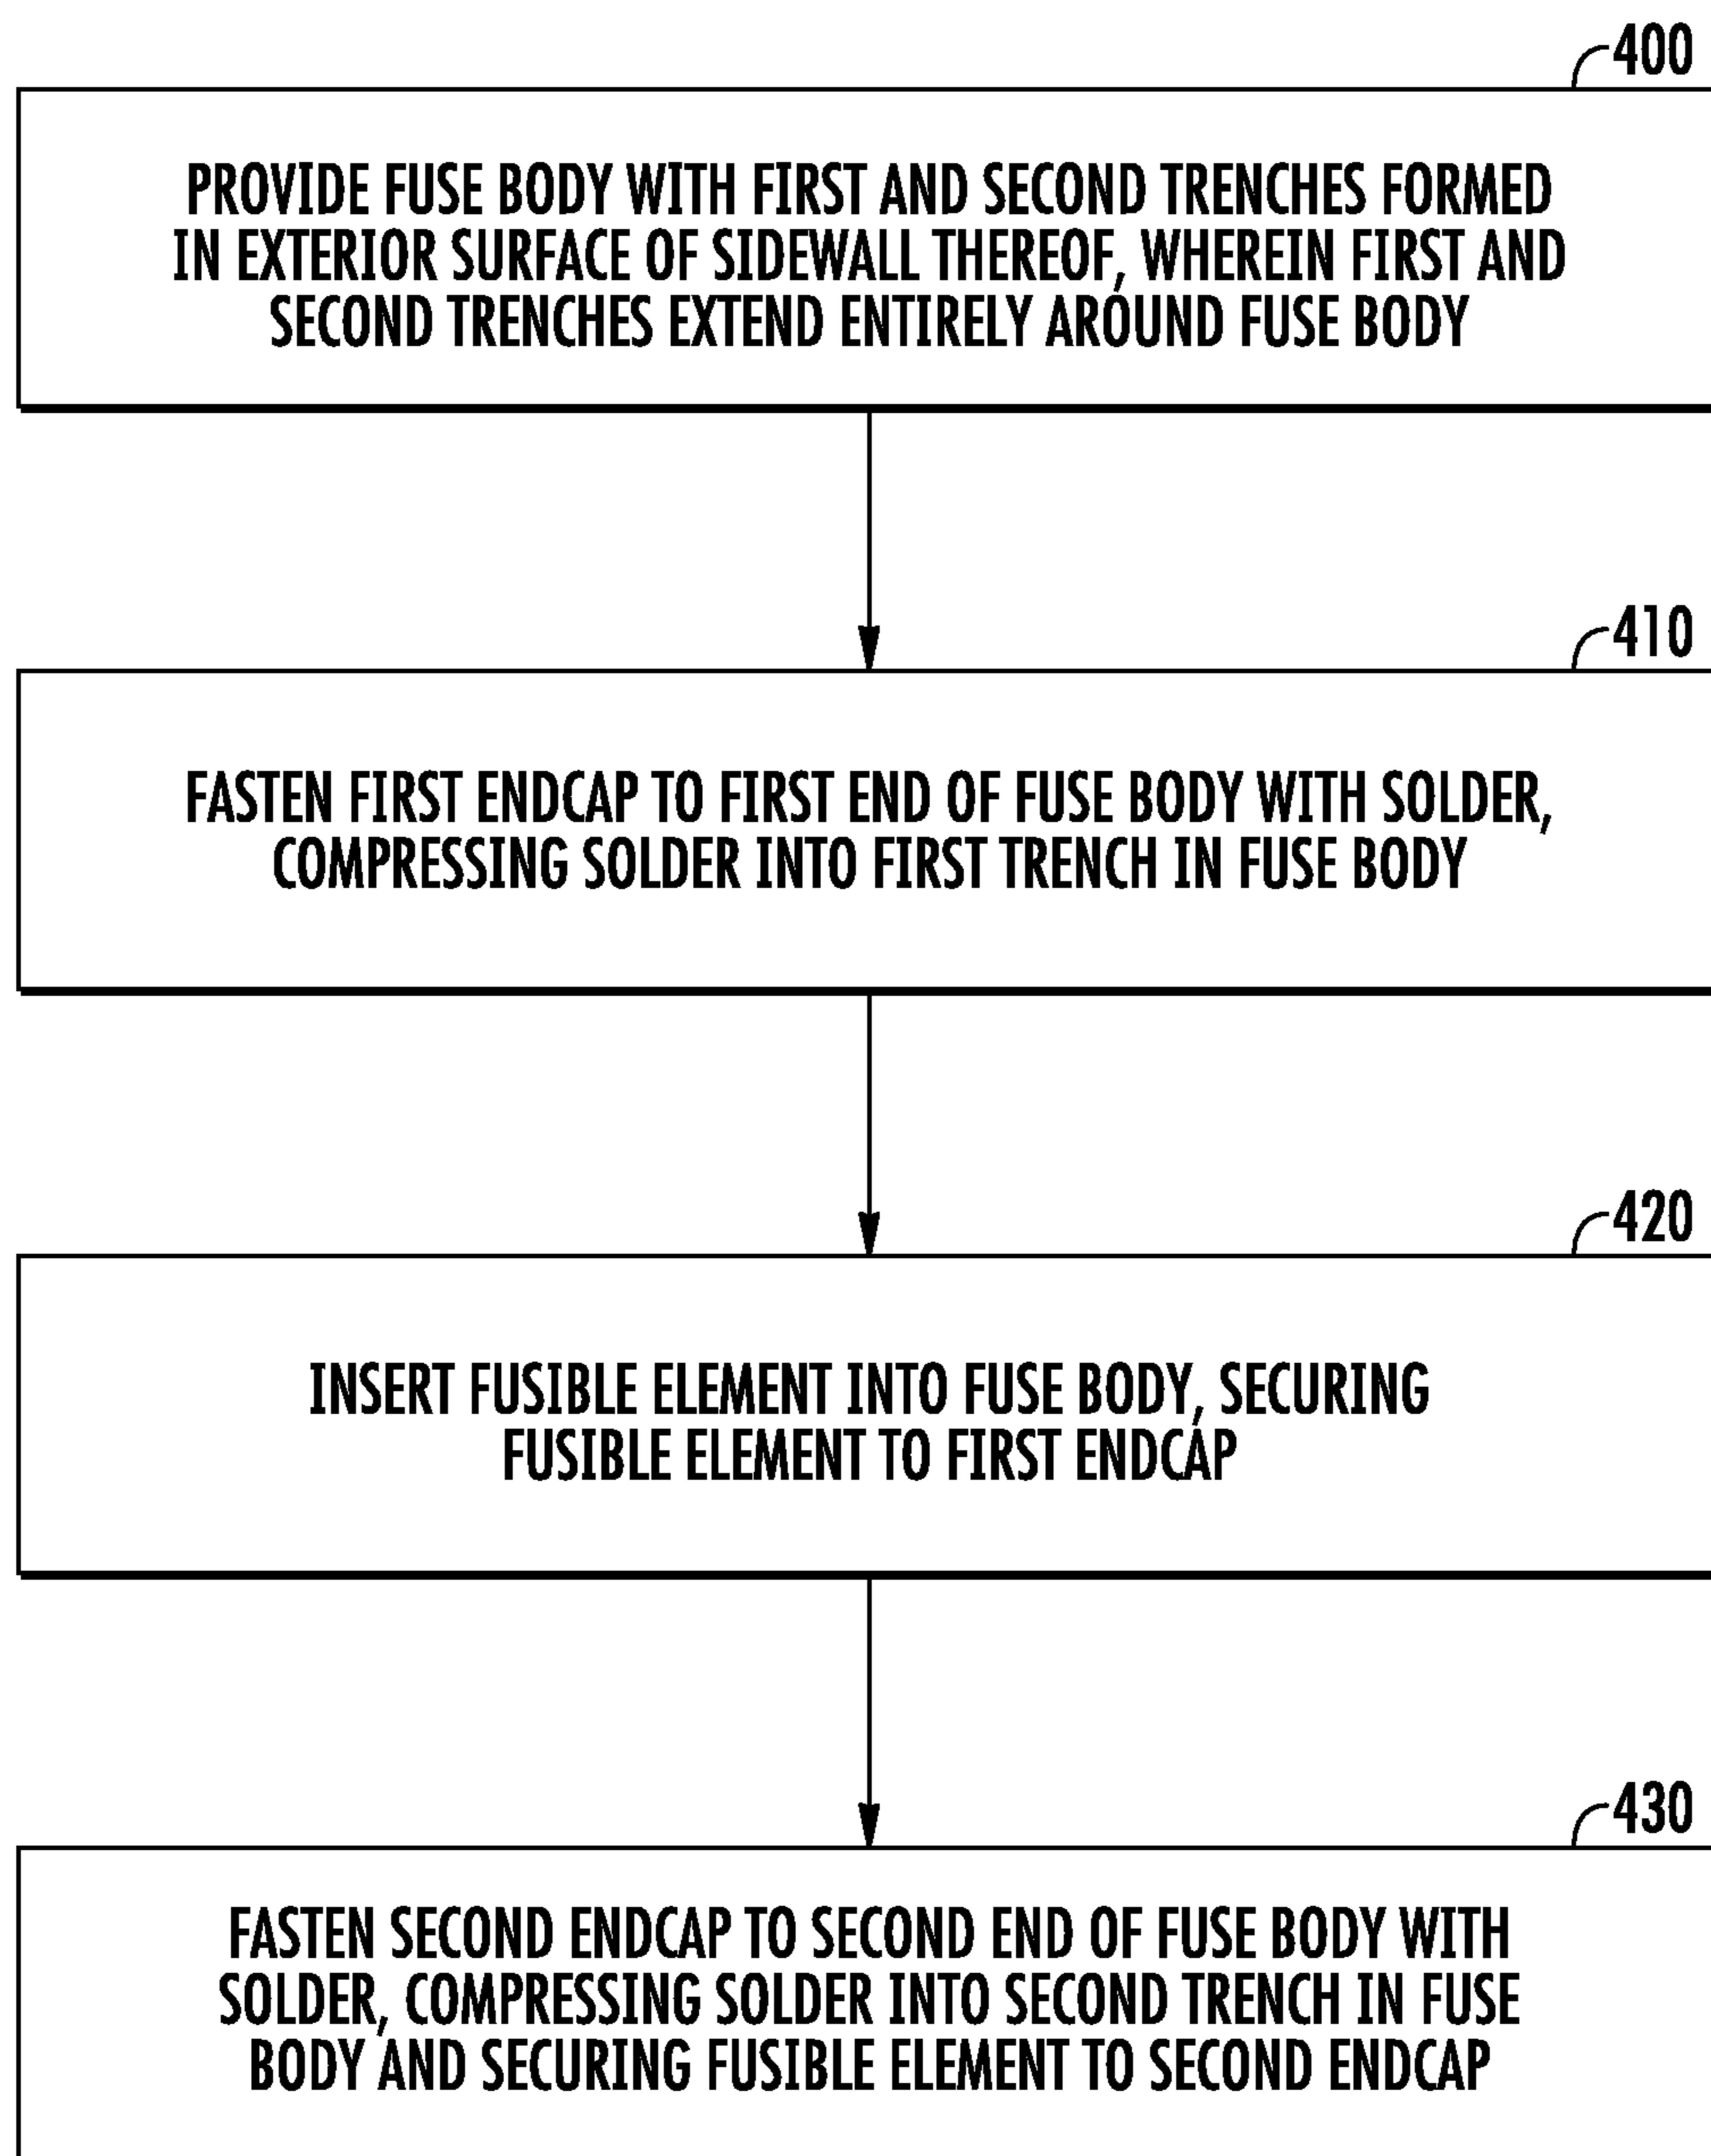 400
PROVIDE FUSE BODY WITH FIRST AND SECOND TRENCHES FORMED
IN EXTERIOR SURFACE OF SIDEWALL THEREOF, WHEREIN FIRST AND
SECOND TRENCHES EXTEND ENTIRELY AROUND FUSE BODY
410
FASTEN FIRST ENDCAP TO FIRST END OF FUSE BODY WITH SOLDER,
COMPRESSING SOLDER INTO FIRST TRENCH IN FUSE BODY
420
INSERT FUSIBLE ELEMENT INTO FUSE BODY, SECURING
FUSIBLE ELEMENT TO FIRST ENDCAP
430
FASTEN SECOND ENDCAP TO SECOND END OF FUSE BODY WITH
SOLDER, COMPRESSING SOLDER INTO SECOND TRENCH IN FUSE
BODY AND SECURING FUSIBLE ELEMENT TO SECOND ENDCAP